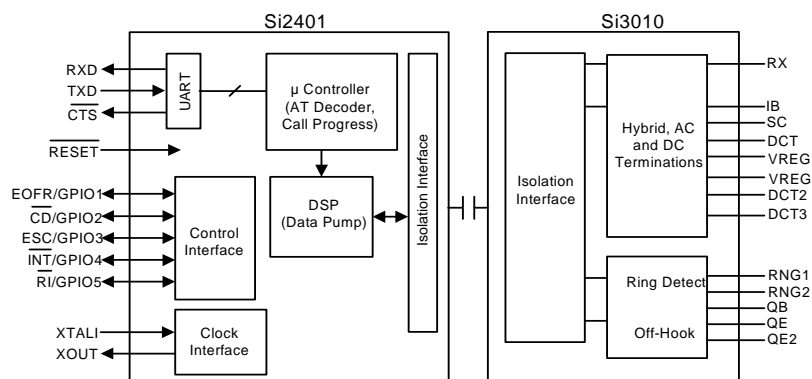 Si2401
Si3010
RXD
TXD
CTS
RESET
EOFR/GPIO1
CD/GPIO2
ESC/GPIO3
INT/GPIO4
RI/GPIO5
XTALI
XOUT
UART
µ Controller
(AT Decoder,
Call Progress)
DSP
(Data Pump)
Control
Interface
Clock
Interface
Isolation Interface
Isolation
Interface
Hybrid, AC
and DC
Terminations
Ring Detect
Off-Hook
RX
IB
SC
DCT
VREG
VREG
DCT2
DCT3
RNG1
RNG2
QB
QE
QE2